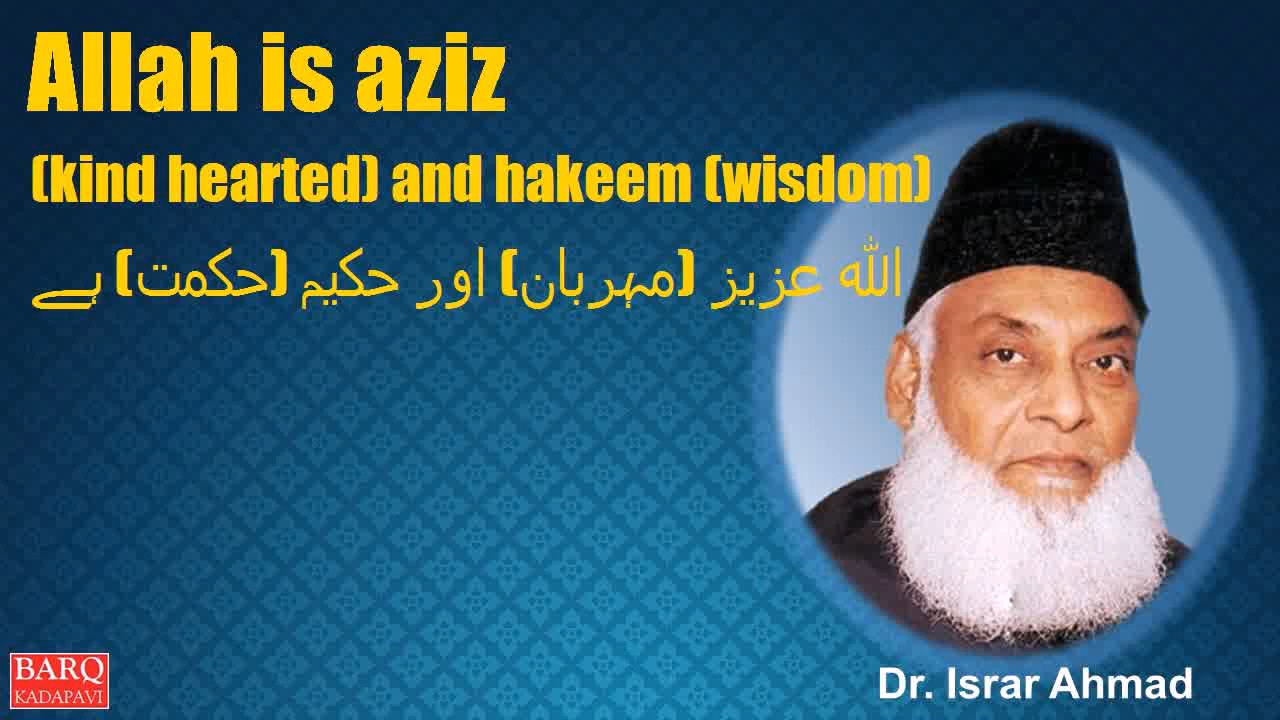 Allah is aziz
(kind hearted) and hakeem (wisdom)
الله عزیز (مہربان) اور حکیم (حکمت) ہے
BARQ
KADAPAVI
Dr. Israr Ahmad